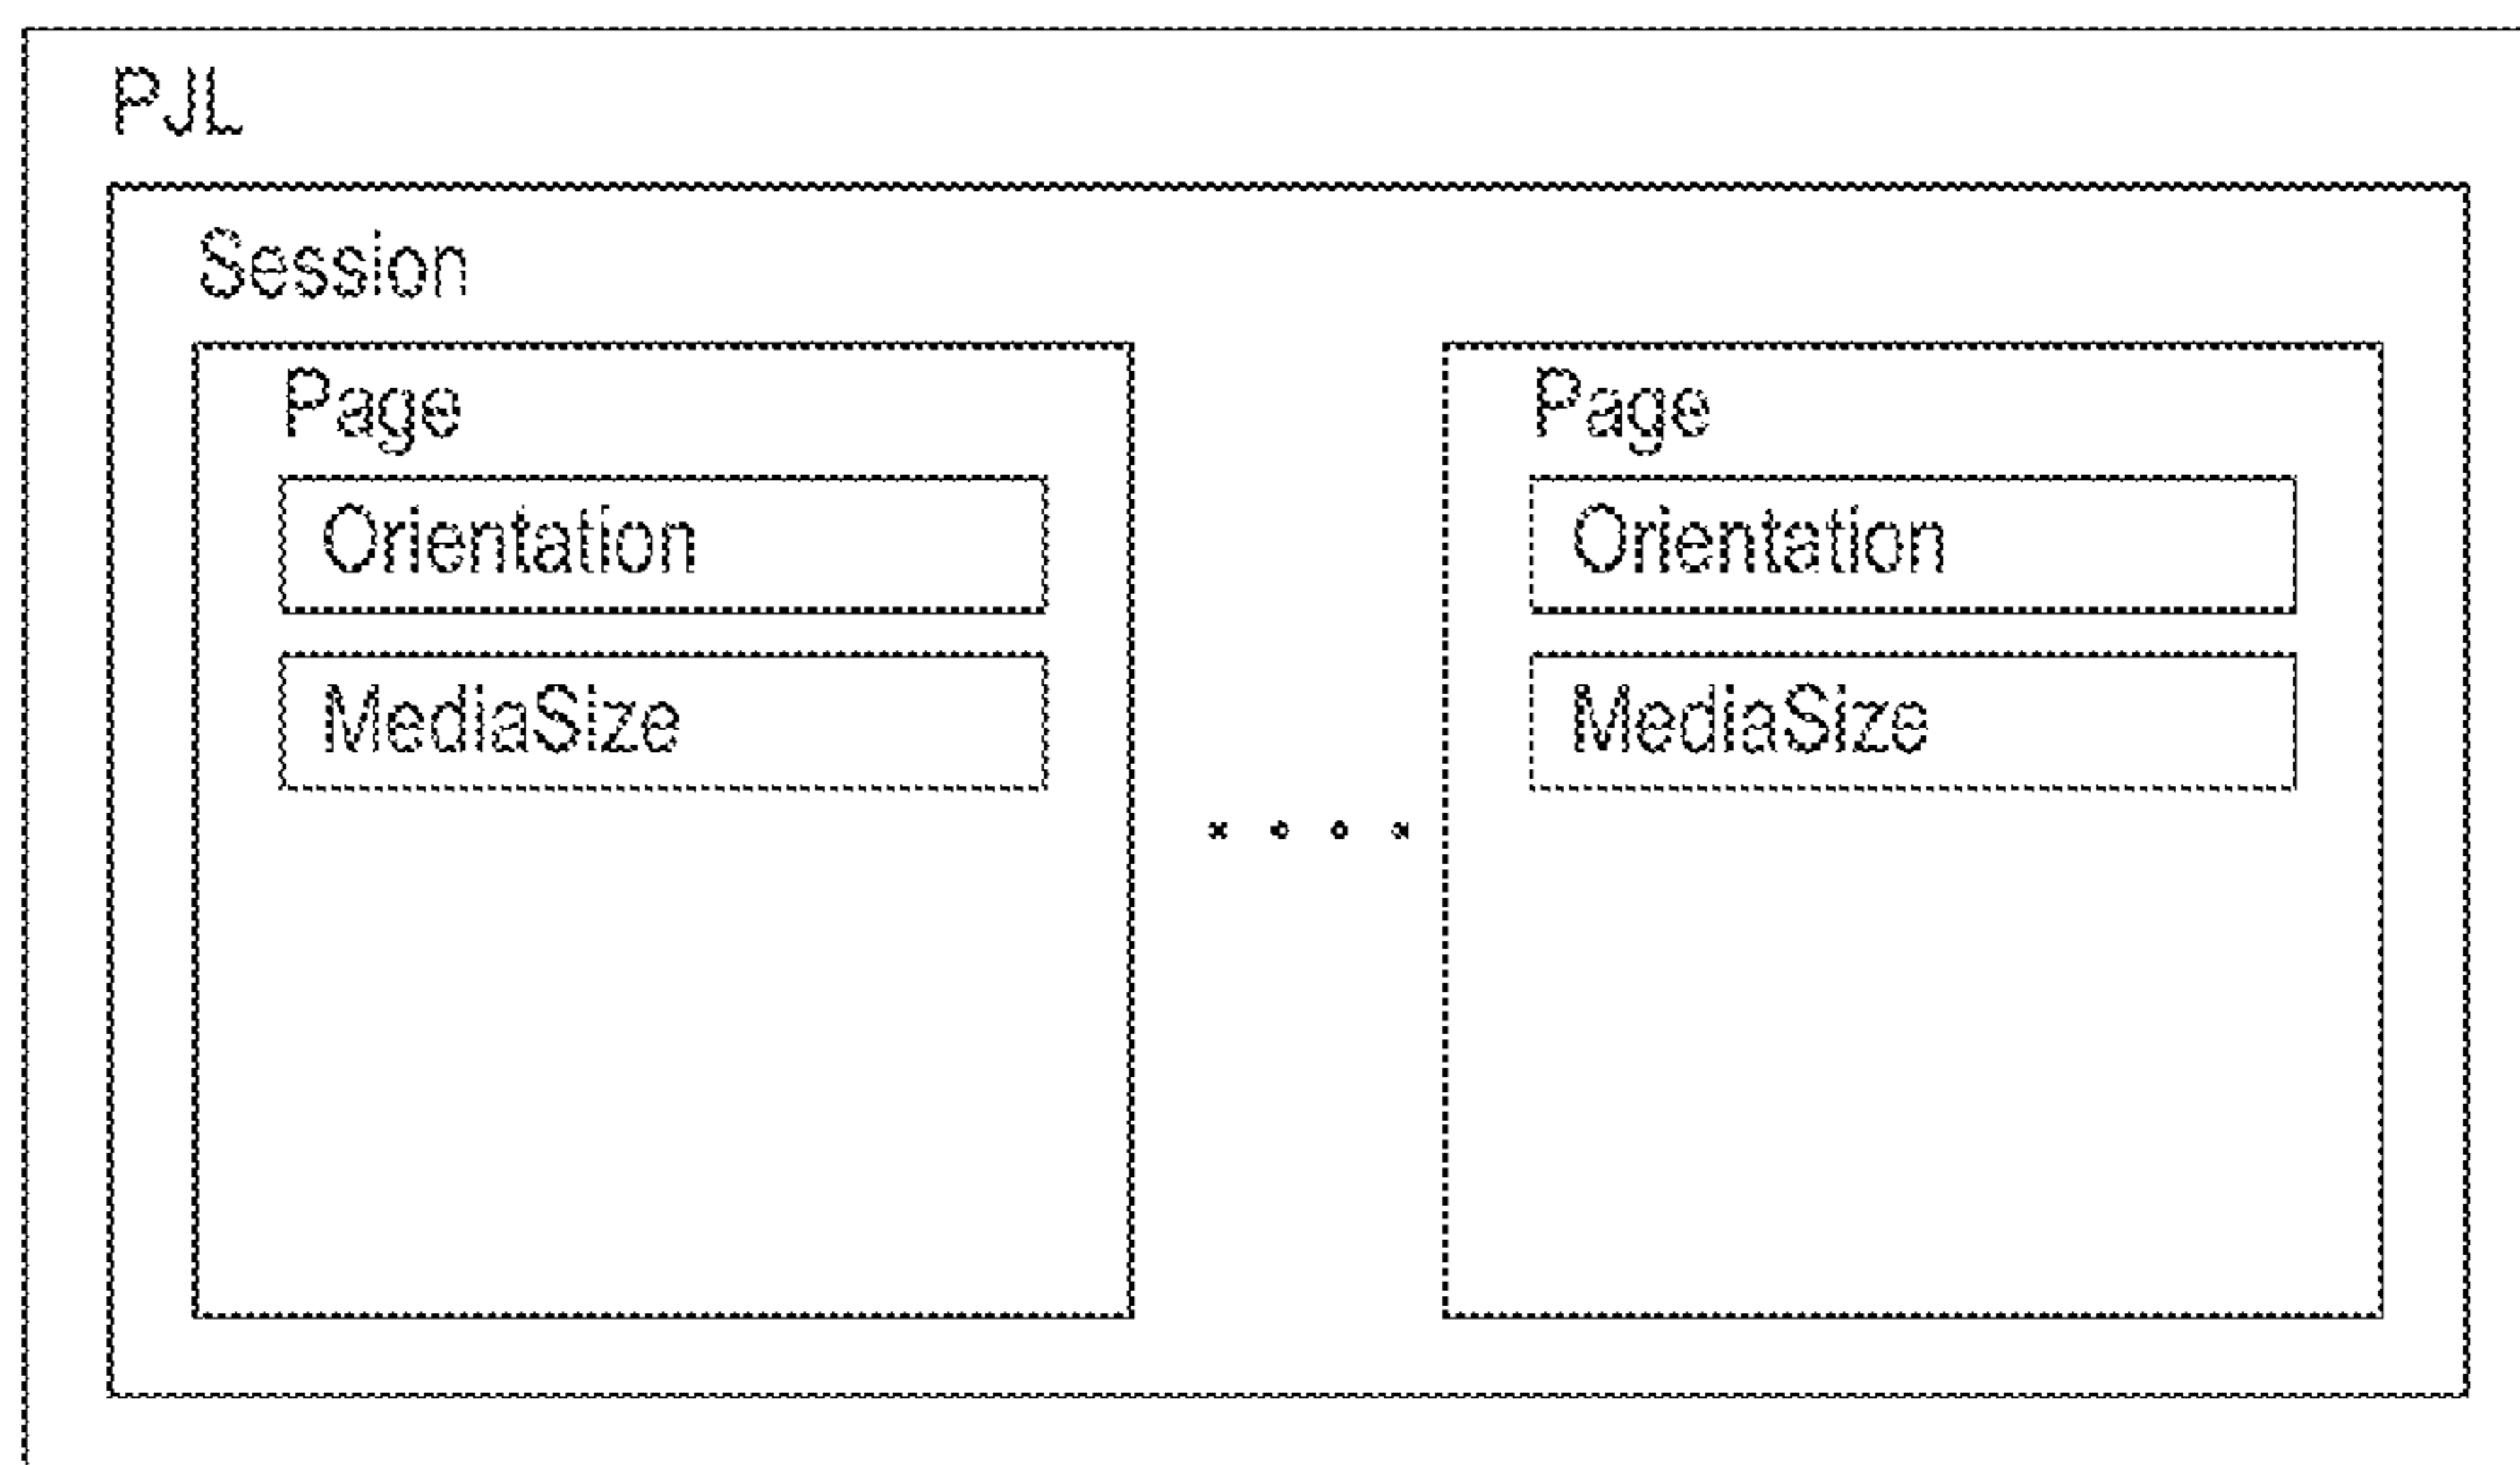 PJL
Session
Page
Orientation
MediaSize
Page
Orientation
MediaSize